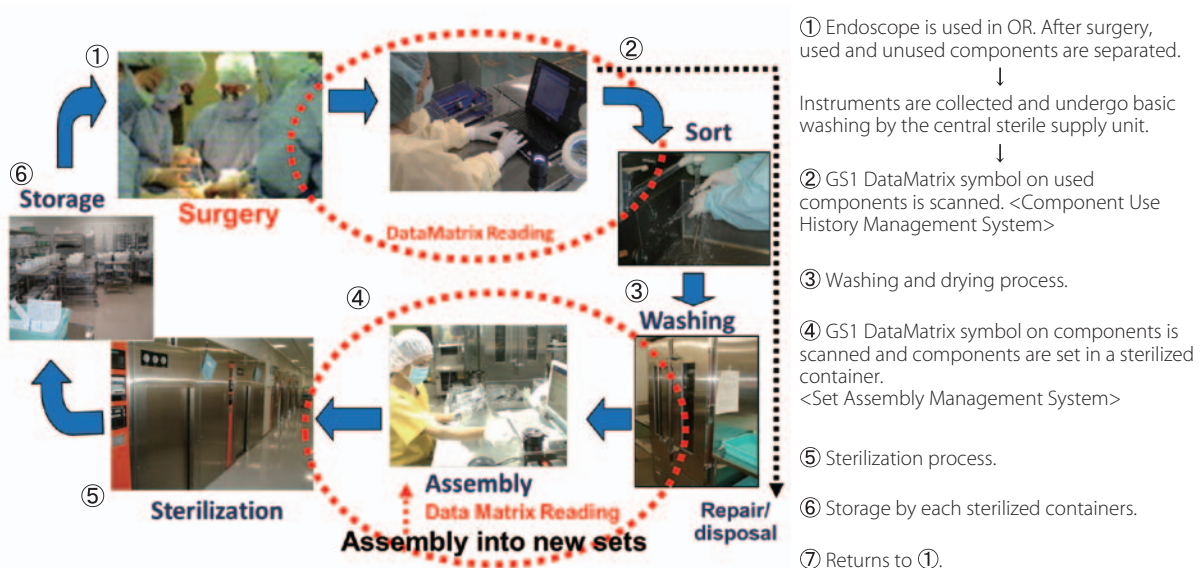 ①
Surgery
DataMatrix Reading
②
Sort
③
Washing
④
Assembly
Data Matrix Reading
Assembly into new sets
Repair/
disposal
⑤
Sterilization
⑥
Storage
① Endoscope is used in OR. After surgery,
used and unused components are separated.
↓
Instruments are collected and undergo basic
washing by the central sterile supply unit.
↓
② GS1 DataMatrix symbol on used
components is scanned. <Component Use
History Management System>
③ Washing and drying process.
④ GS1 DataMatrix symbol on components is
scanned and components are set in a sterilized
container.
<Set Assembly Management System>
⑤ Sterilization process.
⑥ Storage by each sterilized containers.
⑦ Returns to ①.